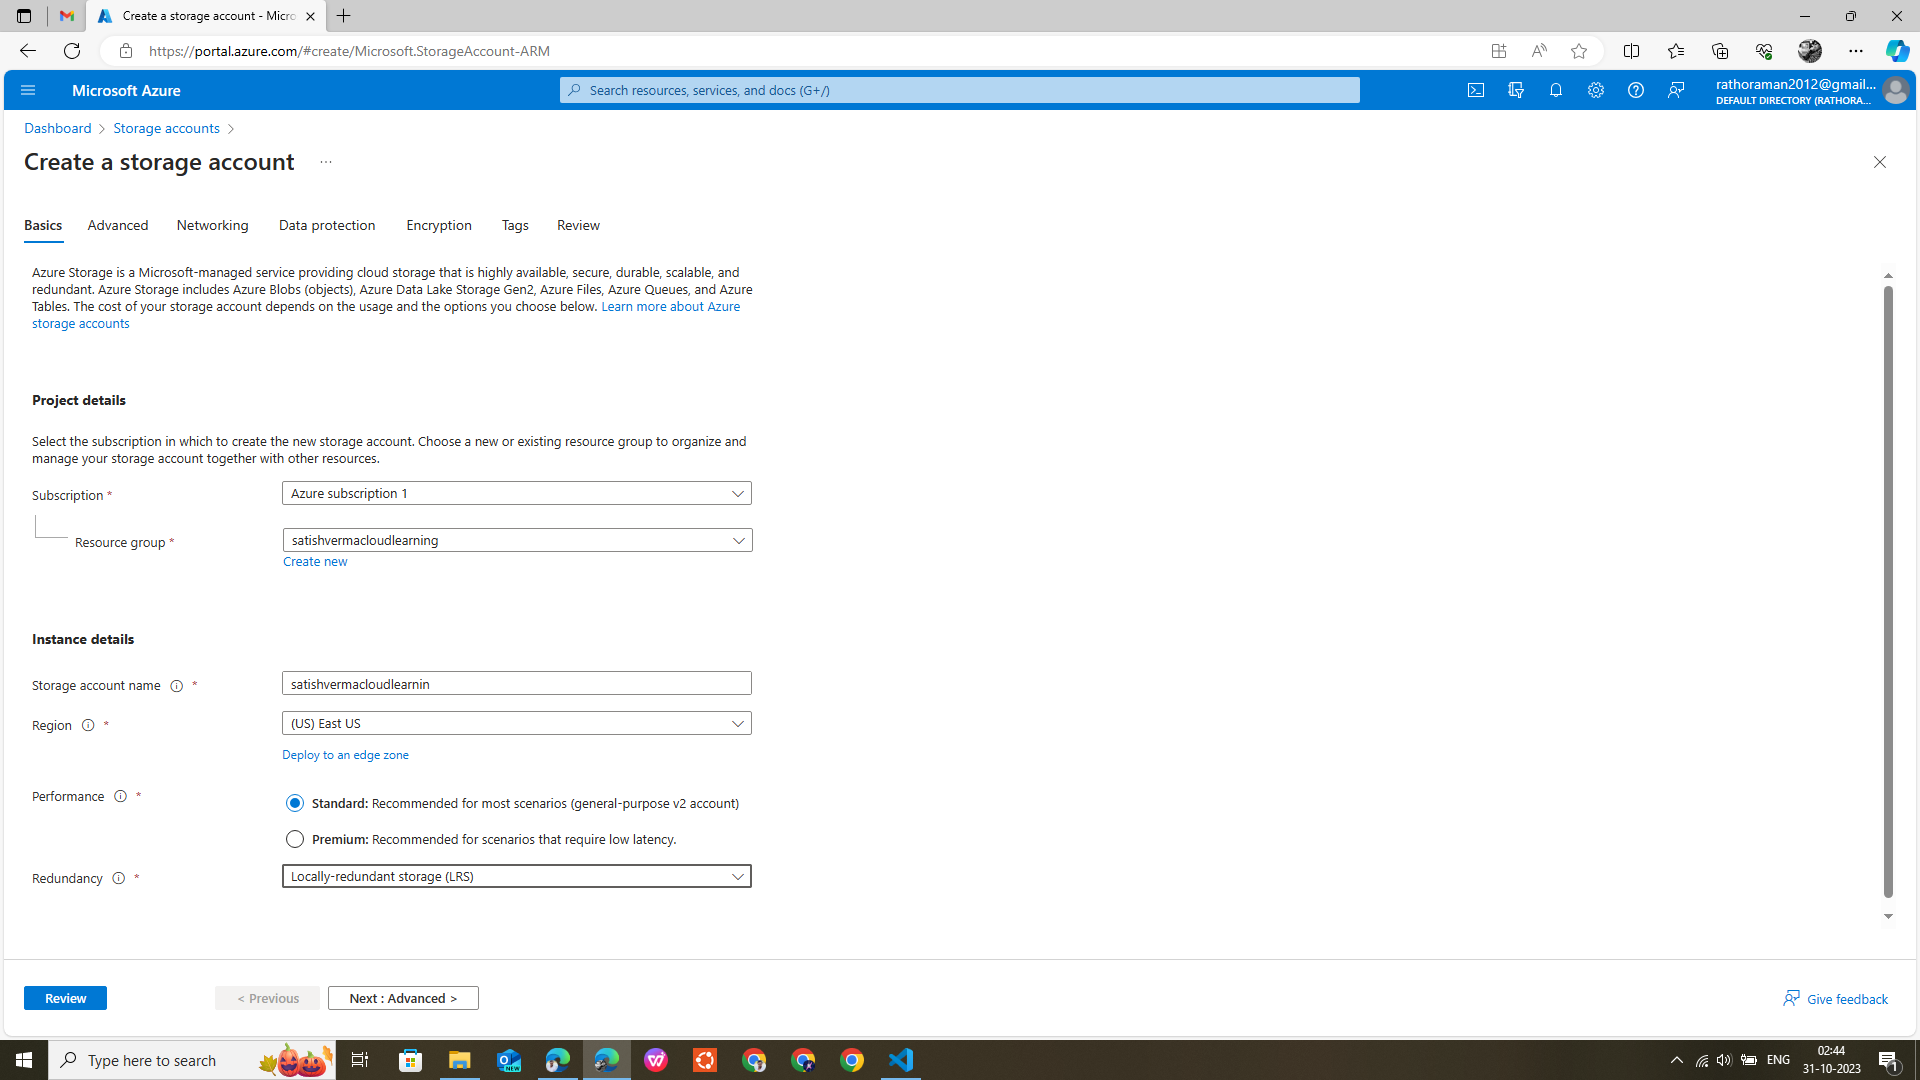 Create a storage account - Micro
https://portal.azure.com/#create/Microsoft.StorageAccount-ARM
Microsoft Azure
Search resources, services, and docs (G+/)
rathoraman2012@gmail...
DEFAULT DIRECTORY (RATHORA...
Dashboard > Storage accounts >
Create a storage account ...
Basics Advanced Networking Data protection Encryption Tags Review
Azure Storage is a Microsoft-managed service providing cloud storage that is highly available, secure, durable, scalable, and
redundant. Azure Storage includes Azure Blobs (objects), Azure Data Lake Storage Gen2, Azure Files, Azure Queues, and Azure
Tables. The cost of your storage account depends on the usage and the options you choose below. Learn more about Azure
storage accounts
Project details
Select the subscription in which to create the new storage account. Choose a new or existing resource group to organize and
manage your storage account together with other resources.
Subscription * Azure subscription 1
Resource group * satishvermacloudlearning
Create new
Instance details
Storage account name * satishvermacloudlearnin
Region * (US) East US
Deploy to an edge zone
Performance * Standard: Recommended for most scenarios (general-purpose v2 account)
Premium: Recommended for scenarios that require low latency.
Redundancy * Locally-redundant storage (LRS)
Review < Previous Next : Advanced > Give feedback
Type here to search
NEW
ENG
02:44
31-10-2023
1